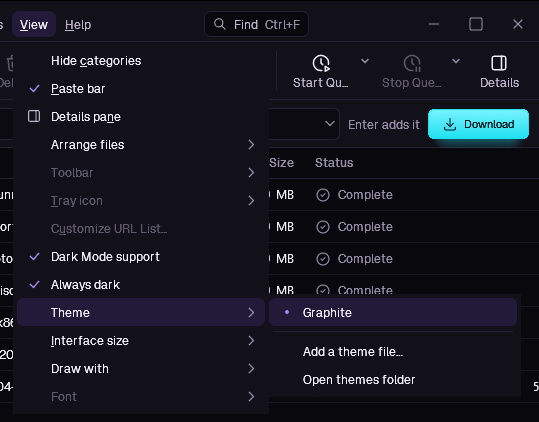 View Help Find Ctrl+F
Hide categories
Paste bar
Details pane
Arrange files
Toolbar
Tray icon
Customize URL List...
Dark Mode support
Always dark
Theme
Interface size
Draw with
Font
Start Qu... Stop Que... Details
Enter adds it Download
Size Status
MB Complete
MB Complete
MB Complete
MB Complete
Graphite
Add a theme file...
Open themes folder